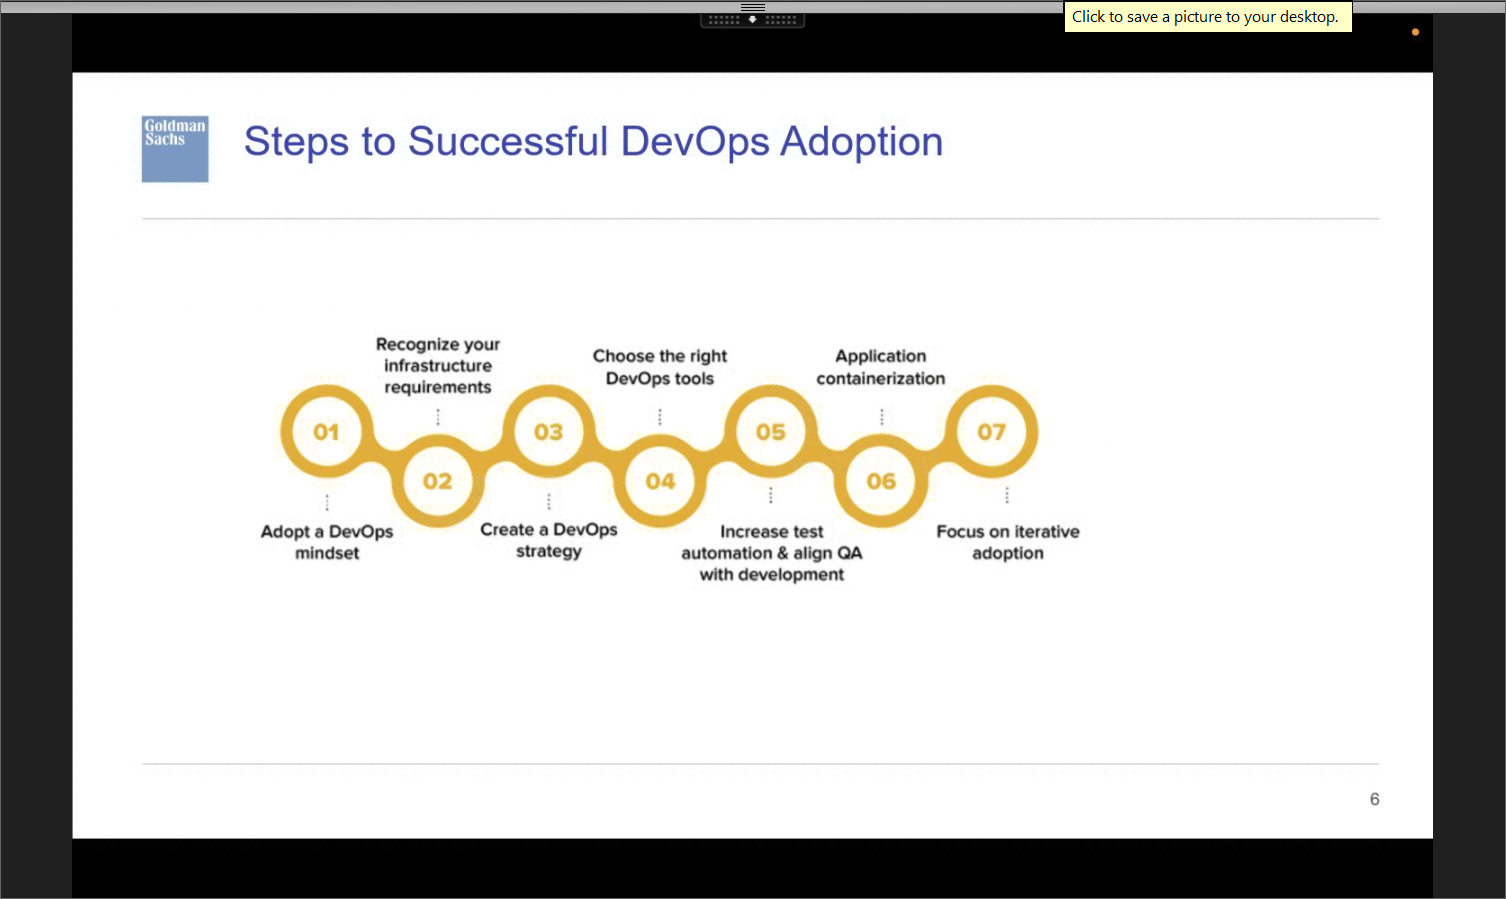 Click to save a picture to your desktop.
Goldman
Sachs
Steps to Successful DevOps Adoption
01
Adopt a DevOps
mindset
Recognize your
infrastructure
requirements
02
03
Create a DevOps
strategy
Choose the right
DevOps tools
04
05
Increase test
automation & align QA
with development
Application
containerization
06
07
Focus on iterative
adoption
6